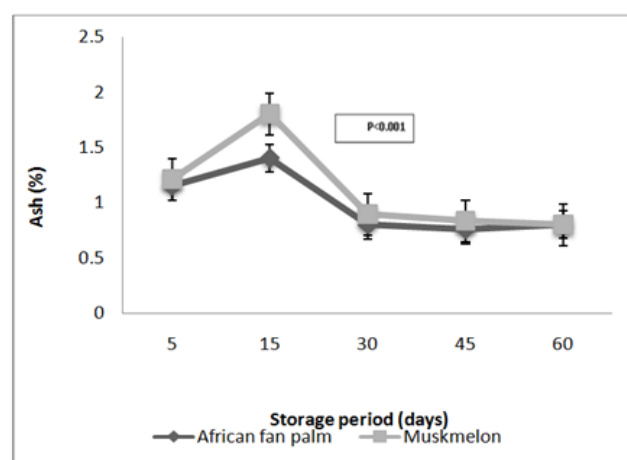 2.5
2
P<0.001
1.5
Ash (%)
1
0.5
0
5 15 30 45 60
Storage period (days)
African fan palm Muskmelon